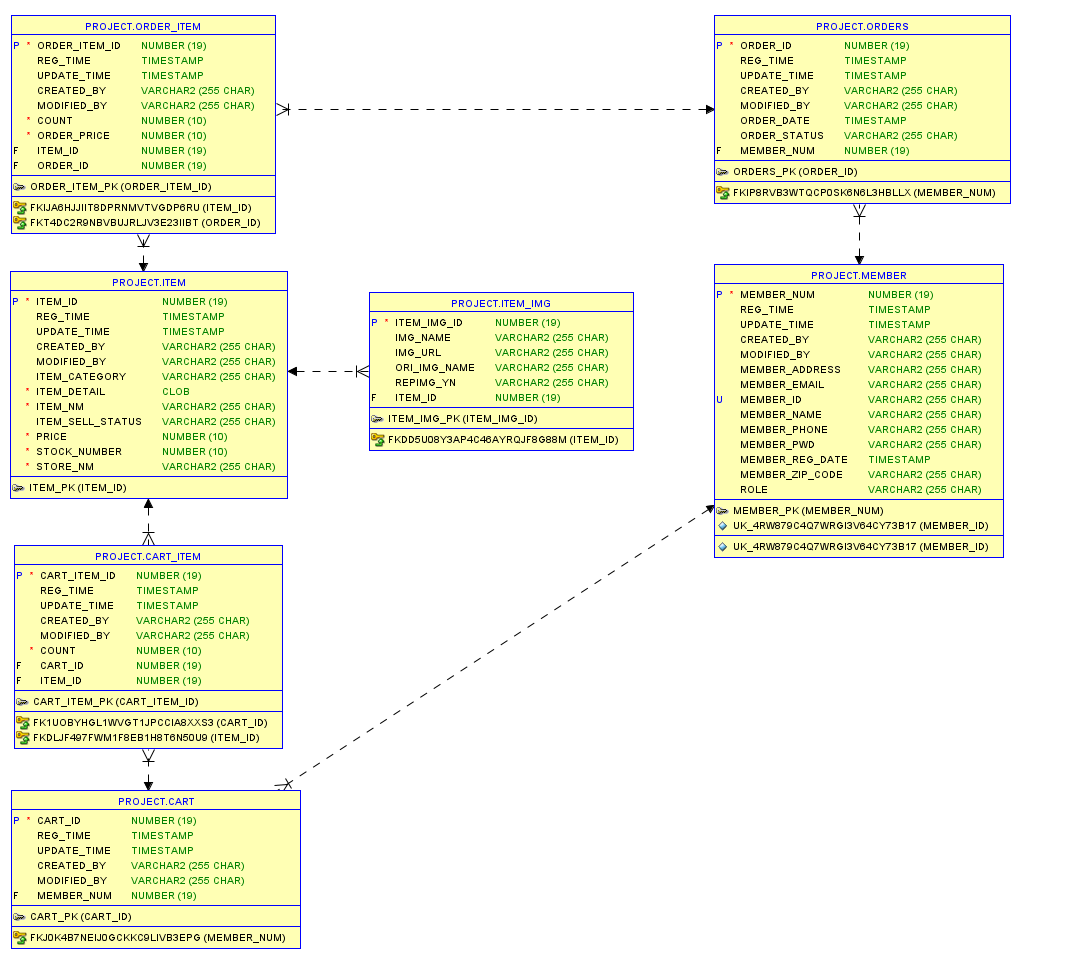 PROJECT.ORDER_ITEM
P * ORDER_ITEM_ID NUMBER (19)
REG_TIME TIMESTAMP
UPDATE_TIME TIMESTAMP
CREATED_BY VARCHAR2 (255 CHAR)
MODIFIED_BY VARCHAR2 (255 CHAR)
* COUNT NUMBER (10)
* ORDER_PRICE NUMBER (10)
F ITEM_ID NUMBER (19)
F ORDER_ID NUMBER (19)
ORDER_ITEM_PK (ORDER_ITEM_ID)
FKIJA6HJJIIT8DPRNMVTVGDP6RU (ITEM_ID)
FKT4DC2R9NBVBUJRLJV3E23IIBT (ORDER_ID)
PROJECT.ORDERS
P * ORDER_ID NUMBER (19)
REG_TIME TIMESTAMP
UPDATE_TIME TIMESTAMP
CREATED_BY VARCHAR2 (255 CHAR)
MODIFIED_BY VARCHAR2 (255 CHAR)
ORDER_DATE TIMESTAMP
ORDER_STATUS VARCHAR2 (255 CHAR)
F MEMBER_NUM NUMBER (19)
ORDERS_PK (ORDER_ID)
FKIP8RVB3WTQCP0SK6N6L3HBLLX (MEMBER_NUM)
PROJECT.ITEM
P * ITEM_ID NUMBER (19)
REG_TIME TIMESTAMP
UPDATE_TIME TIMESTAMP
CREATED_BY VARCHAR2 (255 CHAR)
MODIFIED_BY VARCHAR2 (255 CHAR)
ITEM_CATEGORY VARCHAR2 (255 CHAR)
* ITEM_DETAIL CLOB
* ITEM_NM VARCHAR2 (255 CHAR)
ITEM_SELL_STATUS VARCHAR2 (255 CHAR)
* PRICE NUMBER (10)
* STOCK_NUMBER NUMBER (10)
* STORE_NM VARCHAR2 (255 CHAR)
ITEM_PK (ITEM_ID)
PROJECT.ITEM_IMG
P * ITEM_IMG_ID NUMBER (19)
IMG_NAME VARCHAR2 (255 CHAR)
IMG_URL VARCHAR2 (255 CHAR)
ORI_IMG_NAME VARCHAR2 (255 CHAR)
REPIMG_YN VARCHAR2 (255 CHAR)
F ITEM_ID NUMBER (19)
ITEM_IMG_PK (ITEM_IMG_ID)
FKDD5U08Y3AP4C46AYRQJF8G88M (ITEM_ID)
PROJECT.MEMBER
P * MEMBER_NUM NUMBER (19)
REG_TIME TIMESTAMP
UPDATE_TIME TIMESTAMP
CREATED_BY VARCHAR2 (255 CHAR)
MODIFIED_BY VARCHAR2 (255 CHAR)
MEMBER_ADDRESS VARCHAR2 (255 CHAR)
MEMBER_EMAIL VARCHAR2 (255 CHAR)
U MEMBER_ID VARCHAR2 (255 CHAR)
MEMBER_NAME VARCHAR2 (255 CHAR)
MEMBER_PHONE VARCHAR2 (255 CHAR)
MEMBER_PWD VARCHAR2 (255 CHAR)
MEMBER_REG_DATE TIMESTAMP
MEMBER_ZIP_CODE VARCHAR2 (255 CHAR)
ROLE VARCHAR2 (255 CHAR)
MEMBER_PK (MEMBER_NUM)
UK_4RW879C4Q7WRGI3V64CY73B17 (MEMBER_ID)
UK_4RW879C4Q7WRGI3V64CY73B17 (MEMBER_ID)
PROJECT.CART_ITEM
P * CART_ITEM_ID NUMBER (19)
REG_TIME TIMESTAMP
UPDATE_TIME TIMESTAMP
CREATED_BY VARCHAR2 (255 CHAR)
MODIFIED_BY VARCHAR2 (255 CHAR)
* COUNT NUMBER (10)
F CART_ID NUMBER (19)
F ITEM_ID NUMBER (19)
CART_ITEM_PK (CART_ITEM_ID)
FK1UOBYHGL1WVGT1JPCCIA8XXS3 (CART_ID)
FKDLJF497FWM1F8EB1H8T6N50U9 (ITEM_ID)
PROJECT.CART
P * CART_ID NUMBER (19)
REG_TIME TIMESTAMP
UPDATE_TIME TIMESTAMP
CREATED_BY VARCHAR2 (255 CHAR)
MODIFIED_BY VARCHAR2 (255 CHAR)
F MEMBER_NUM NUMBER (19)
CART_PK (CART_ID)
FKJ0K4B7NEIJ0GCKKC9LIVB3EPG (MEMBER_NUM)